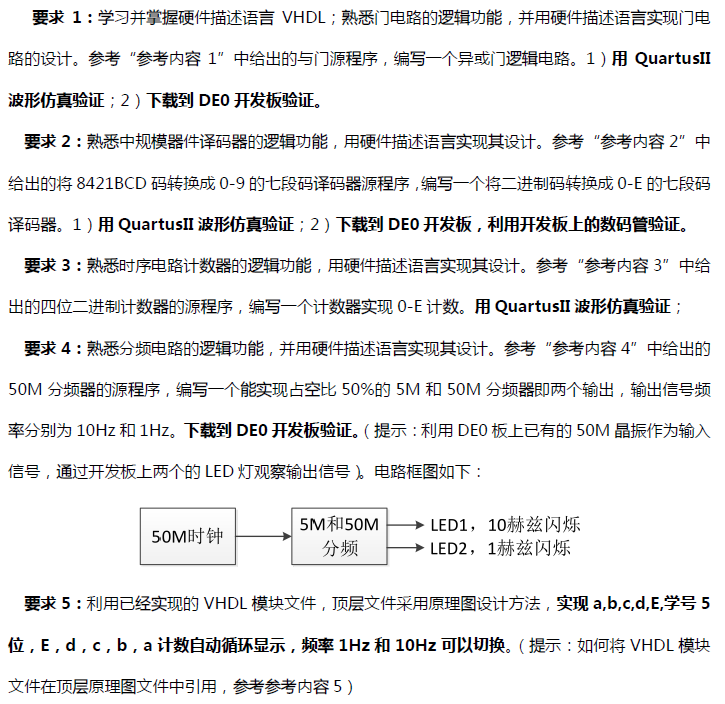 要求 1：学习并掌握硬件描述语言 VHDL；熟悉门电路的逻辑功能，并用硬件描述语言实现门电
路的设计。参考“参考内容 1”中给出的与门源程序，编写一个异或门逻辑电路。1）用 QuartusII
波形仿真验证；2）下载到 DE0 开发板验证。
要求 2：熟悉中规模器件译码器的逻辑功能，用硬件描述语言实现其设计。参考“参考内容 2”中
给出的将 8421BCD 码转换成 0-9 的七段码译码器源程序，编写一个将二进制码转换成 0-E 的七段码
译码器。1）用 QuartusII 波形仿真验证；2）下载到 DE0 开发板，利用开发板上的数码管验证。
要求 3：熟悉时序电路计数器的逻辑功能，用硬件描述语言实现其设计。参考“参考内容 3”中给
出的四位二进制计数器的源程序，编写一个计数器实现 0-E 计数。用 QuartusII 波形仿真验证；
要求 4：熟悉分频电路的逻辑功能，并用硬件描述语言实现其设计。参考“参考内容 4”中给出的
50M 分频器的源程序，编写一个能实现占空比 50%的 5M 和 50M 分频器即两个输出，输出信号频
率分别为 10Hz 和 1Hz。下载到 DE0 开发板验证。（提示：利用 DE0 板上已有的 50M 晶振作为输入
信号，通过开发板上两个的 LED 灯观察输出信号）。电路框图如下：
50M时钟
5M和50M
分频
LED1，10赫兹闪烁
LED2，1赫兹闪烁
要求 5：利用已经实现的 VHDL 模块文件，顶层文件采用原理图设计方法，实现 a,b,c,d,E,学号 5
位，E，d，c，b，a 计数自动循环显示，频率 1Hz 和 10Hz 可以切换。（提示：如何将 VHDL 模块
文件在顶层原理图文件中引用，参考参考内容 5）